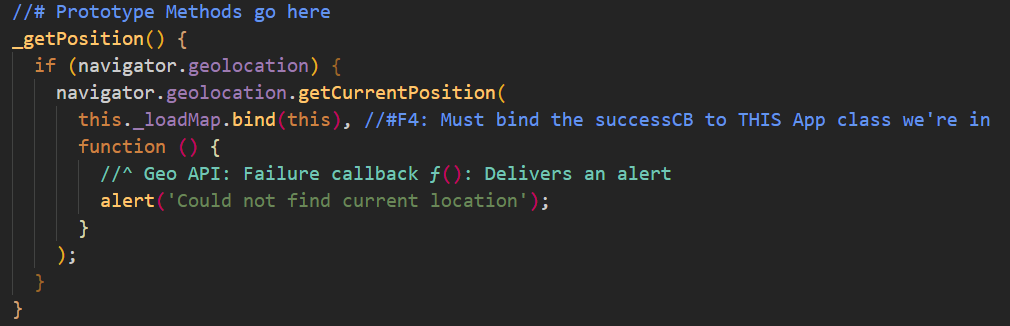 //# Prototype Methods go here
_getPosition() {
if (navigator.geolocation) {
navigator.geolocation.getCurrentPosition(
this._loadMap.bind(this), //#F4: Must bind the successCB to THIS App class we're in
function () {
//^ Geo API: Failure callback ƒ(): Delivers an alert
alert('Could not find current location');
}
);
}
}